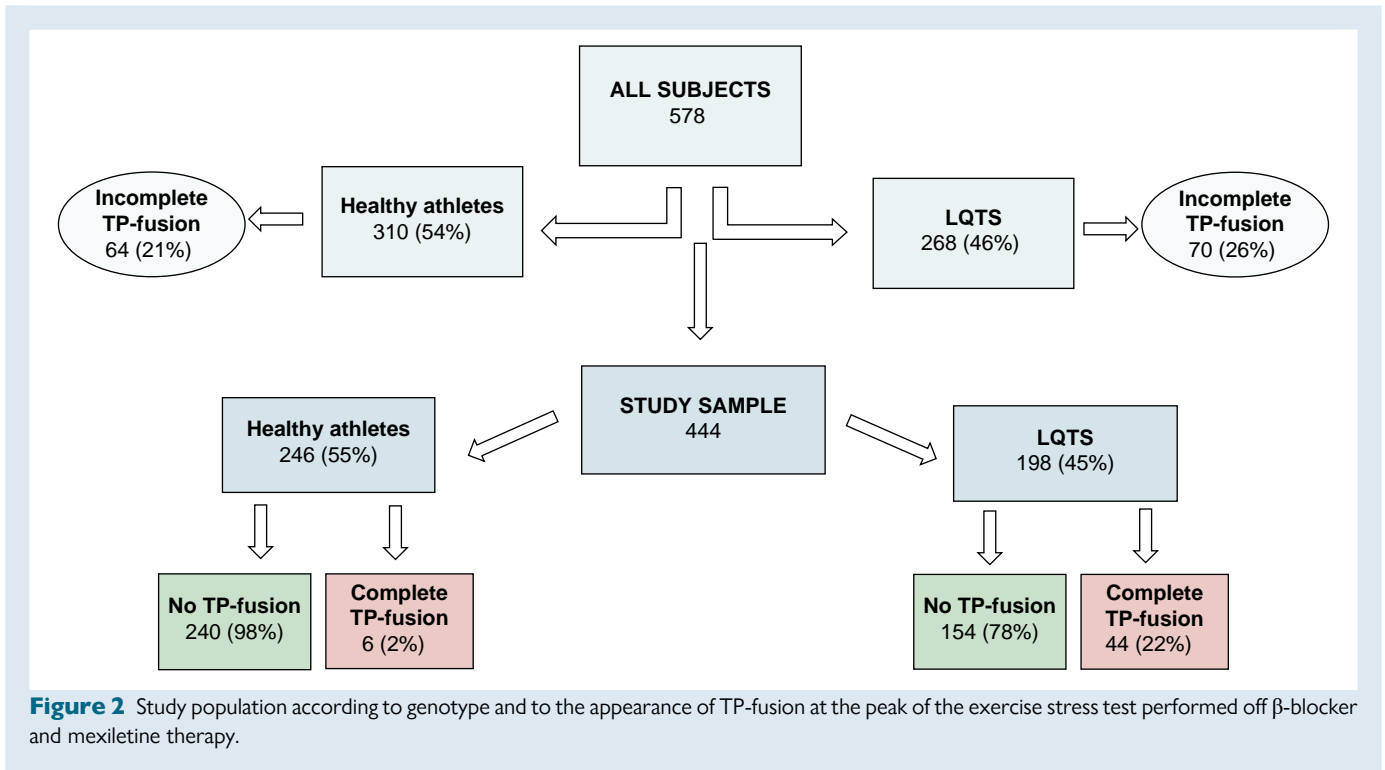 ALL SUBJECTS
578
Incomplete
TP-fusion
64 (21%)
Healthy athletes
310 (54%)
LQTS
268 (46%)
Incomplete
TP-fusion
70 (26%)
STUDY SAMPLE
444
Healthy athletes
246 (55%)
LQTS
198 (45%)
No TP-fusion
240 (98%)
Complete
TP-fusion
6 (2%)
No TP-fusion
154 (78%)
Complete
TP-fusion
44 (22%)
Figure 2 Study population according to genotype and to the appearance of TP-fusion at the peak of the exercise stress test performed off β-blocker
and mexiletine therapy.